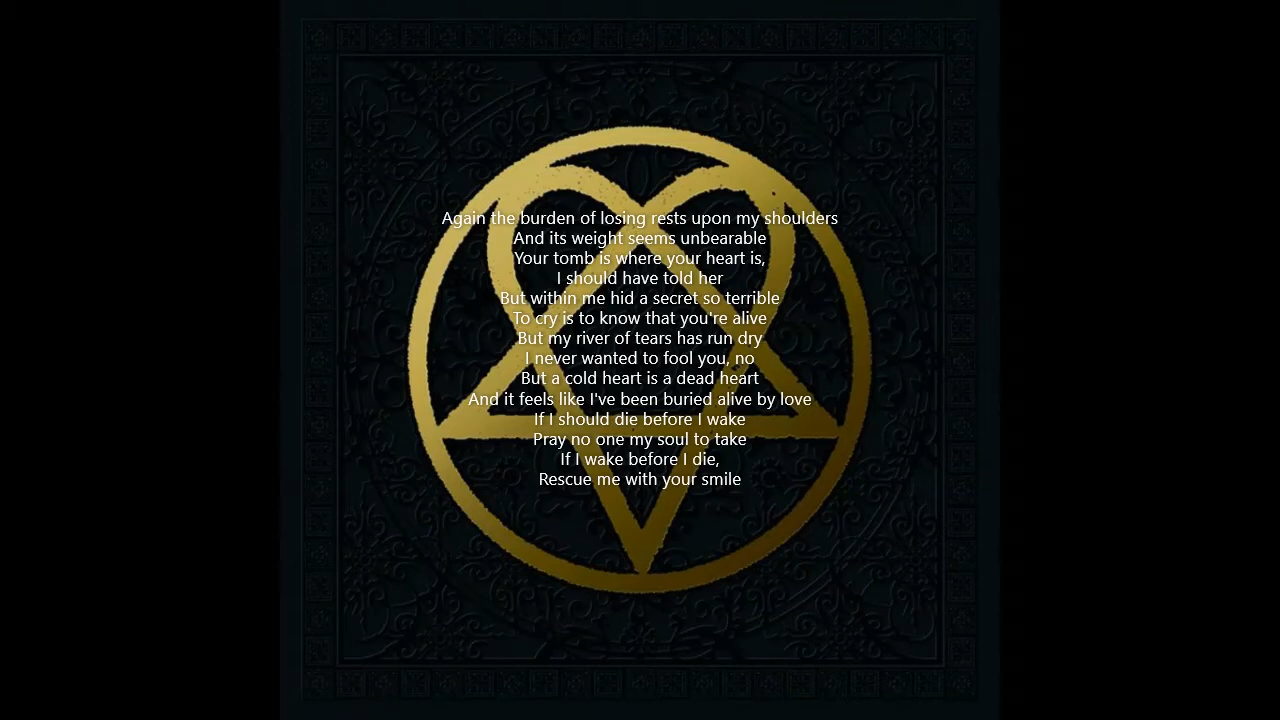 Again the burden of losing rests upon my shoulders
And its weight seems unbearable
Your tomb is where your heart is,
I should have told her
But within me hid a secret so terrible
To cry is to know that you're alive
But my river of tears has run dry
I never wanted to fool you, no
But a cold heart is a dead heart
And it feels like I've been buried alive by love
If I should die before I wake
Pray no one my soul to take
If I wake before I die,
Rescue me with your smile